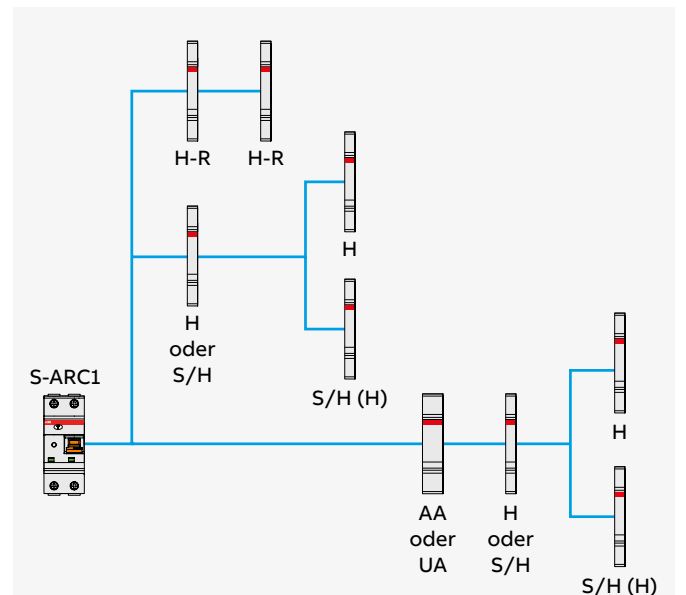 H-R
H-R
H
H
oder
S/H
S/H (H)
S-ARC1
H
AA
oder
UA
H
oder
S/H
S/H (H)